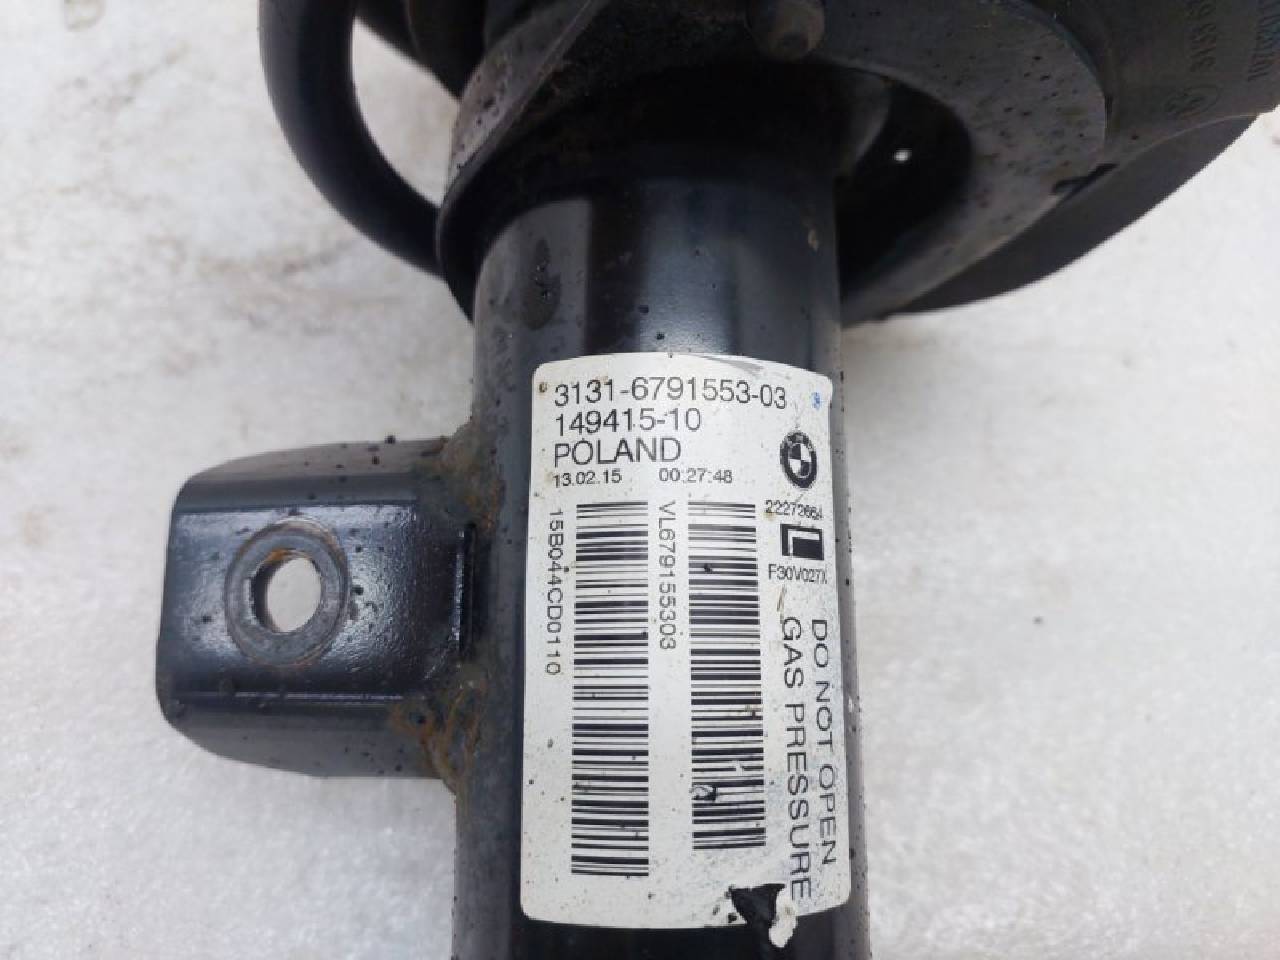 3131-6791553-03
149415-10
POLAND
13.02.15 00:27:48
22272664
L
F30V027X
15B044CD0110
VL679155303
DO NOT OPEN
GAS PRESSURE